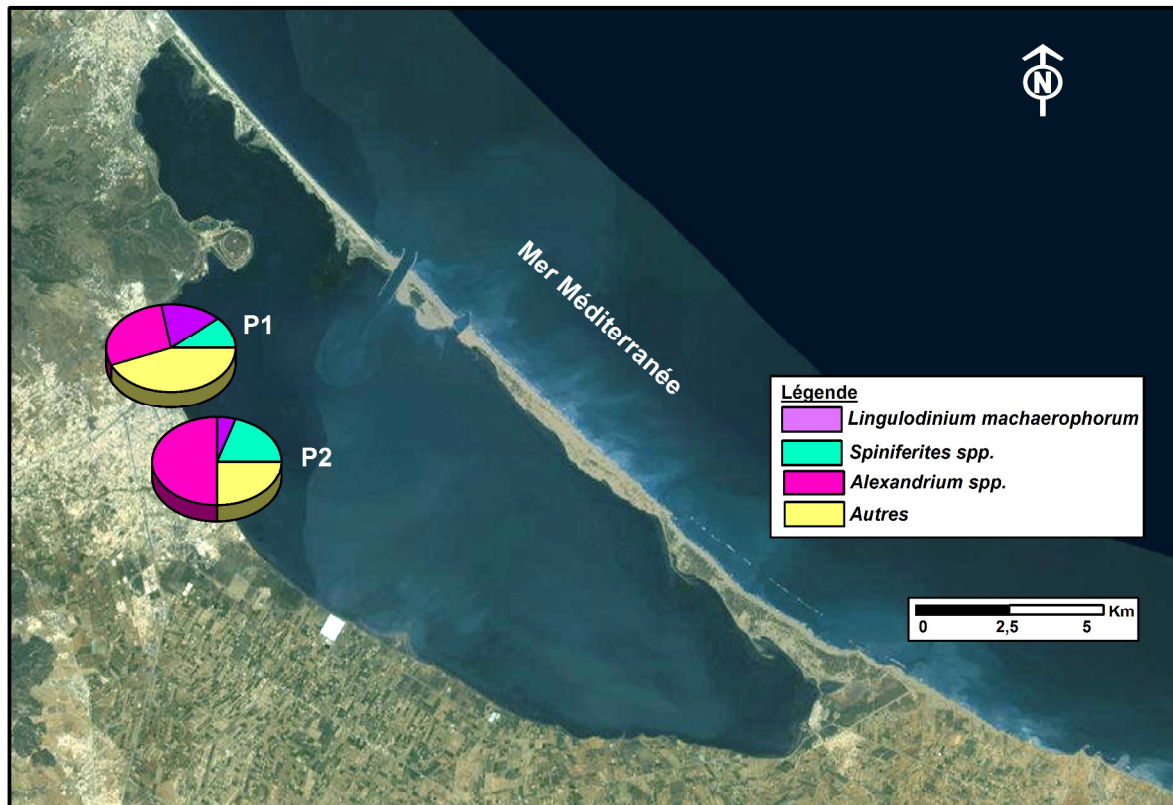 N
Mer Méditerranée
P1
P2
Légende
Lingulodinium machaerophorum
Spiniferites spp.
Alexandrium spp.
Autres
Km
0 2,5 5